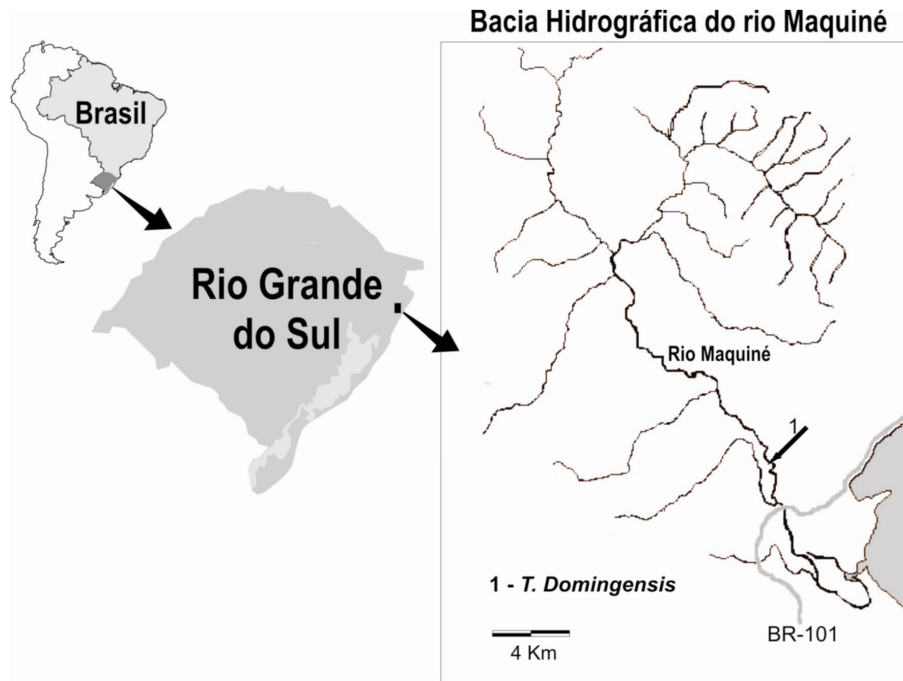 Bacia Hidrográfica do rio Maquiné
Brasil
Rio Grande
do Sul
Rio Maquiné
1
1 - T. Domingensis
4 Km
BR-101